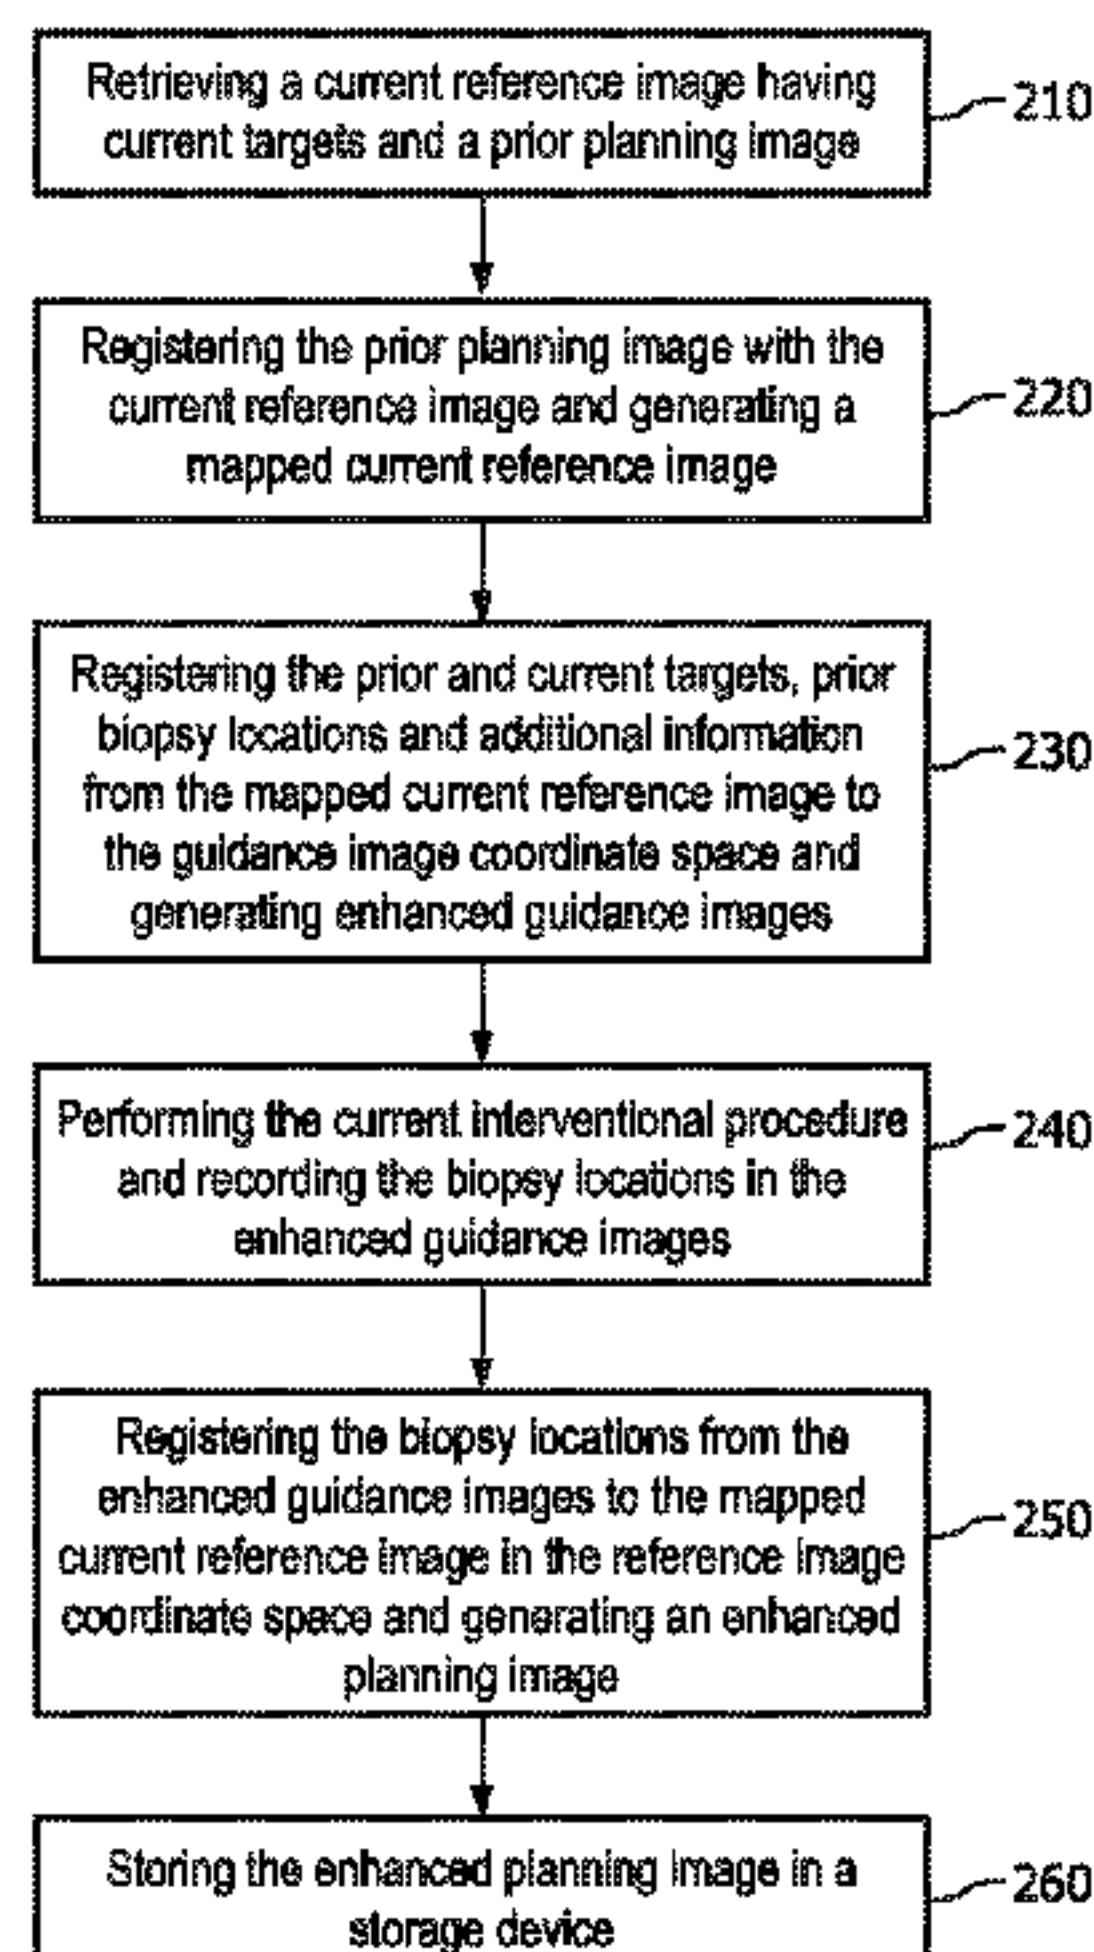 Retrieving a current reference image having
current targets and a prior planning image
210
Registering the prior planning image with the
current reference image and generating a
mapped current reference image
220
Registering the prior and current targets, prior
biopsy locations and additional information
from the mapped current reference image to
the guidance image coordinate space and
generating enhanced guidance images
230
Performing the current interventional procedure
and recording the biopsy locations in the
enhanced guidance images
240
Registering the biopsy locations from the
enhanced guidance images to the mapped
current reference image in the reference image
coordinate space and generating an enhanced
planning image
250
Storing the enhanced planning image in a
storage device
260